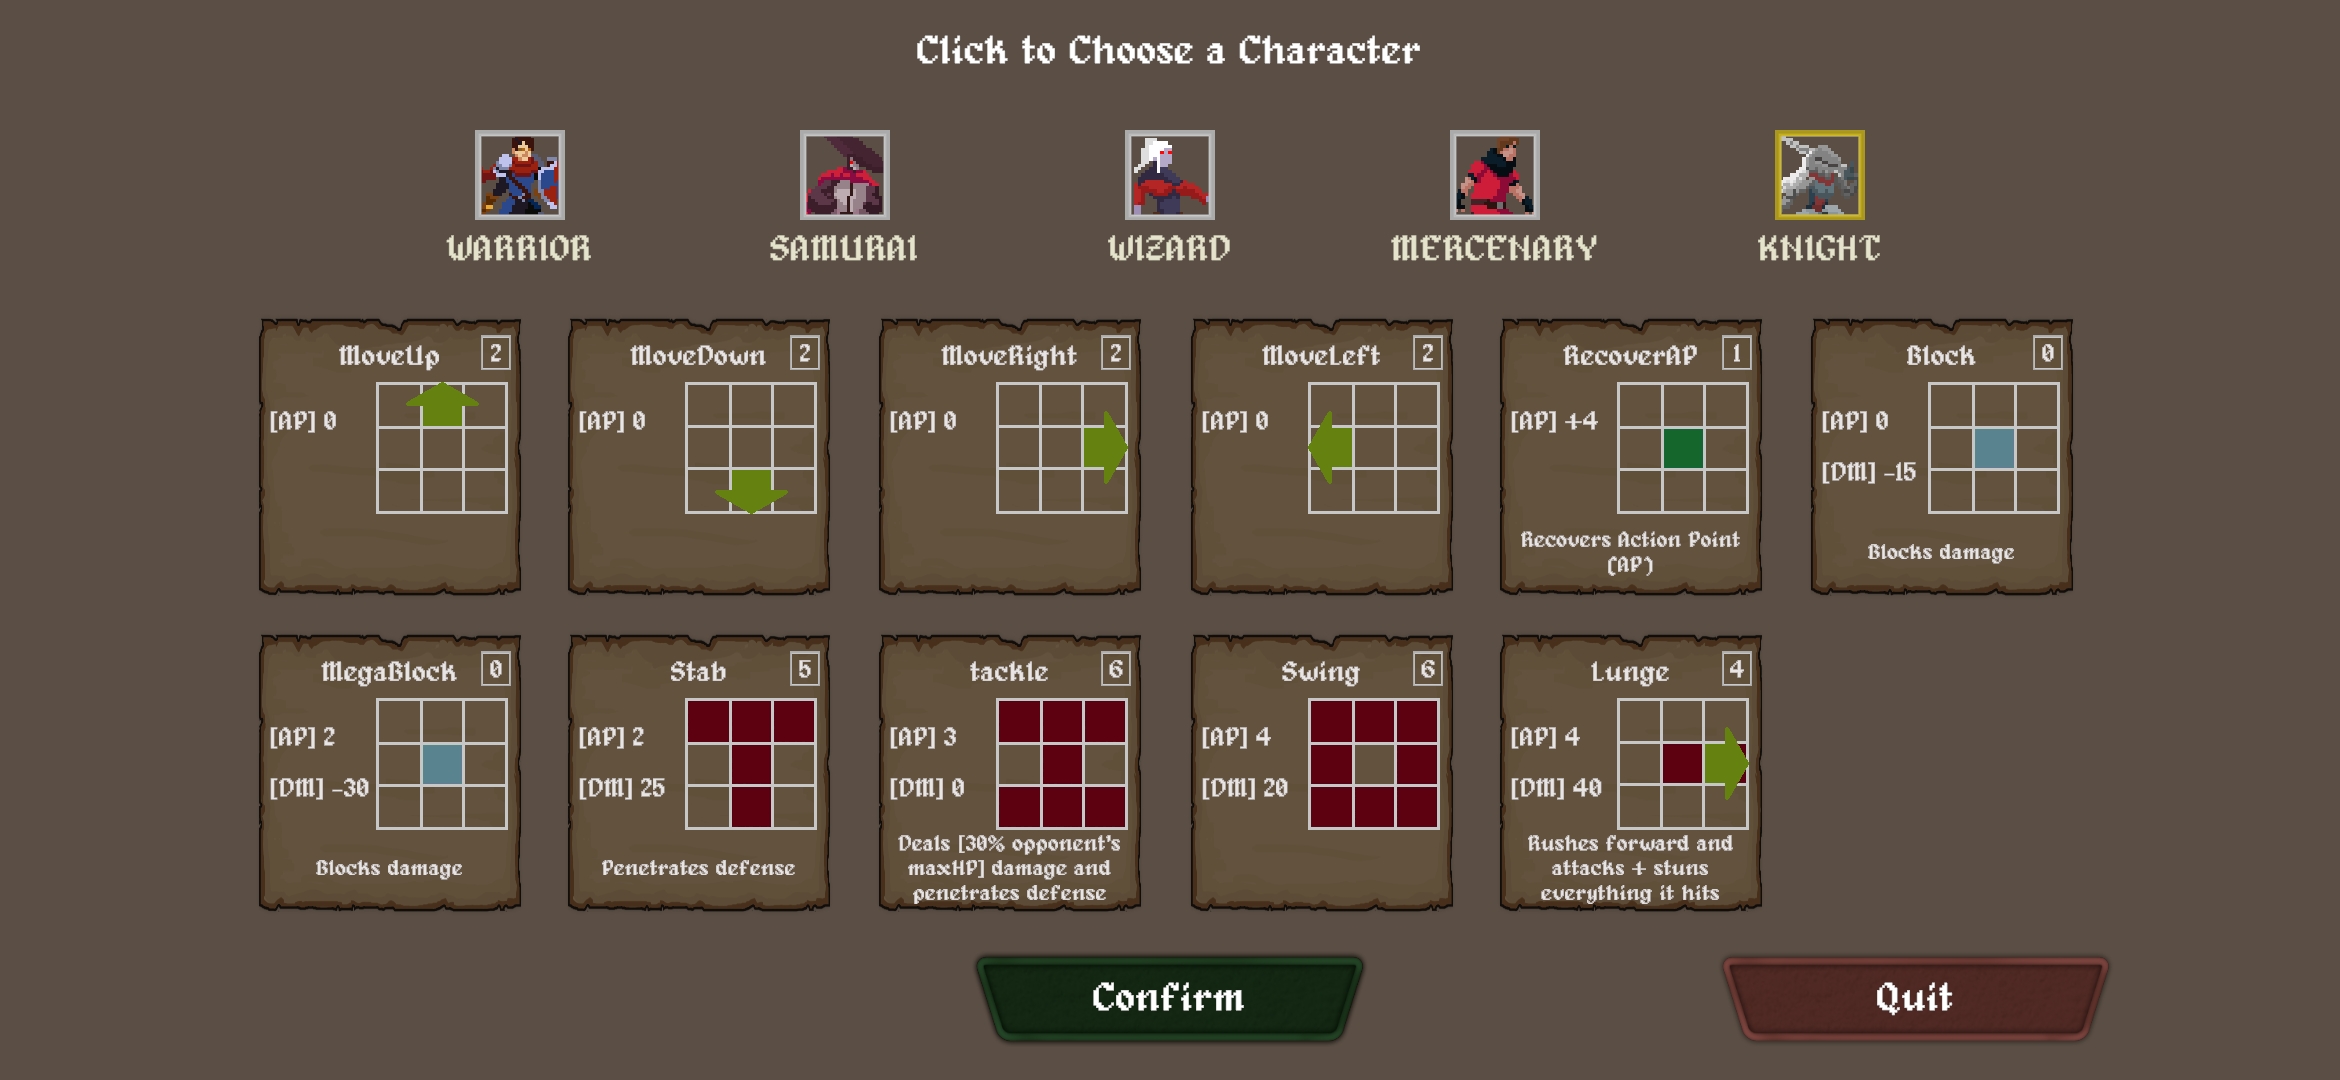 Click to Choose a Character
WARRIOR
SAMURAI
WIZARD
MERCENARY
KNIGHT
MoveUp 2
[AP] 0
MoveDown 2
[AP] 0
MoveRight 2
[AP] 0
MoveLeft 2
[AP] 0
RecoverAP 1
[AP] +4
Recovers Action Point
(AP)
Block 0
[AP] 0
[DM] -15
Blocks damage
MegaBlock 0
[AP] 2
[DM] -30
Blocks damage
Stab 5
[AP] 2
[DM] 25
Penetrates defense
tackle 6
[AP] 3
[DM] 0
Deals [30% opponent's
maxHP] damage and
penetrates defense
Swing 6
[AP] 4
[DM] 20
Lunge 4
[AP] 4
[DM] 40
Rushes forward and
attacks + stuns
everything it hits
Confirm
Quit